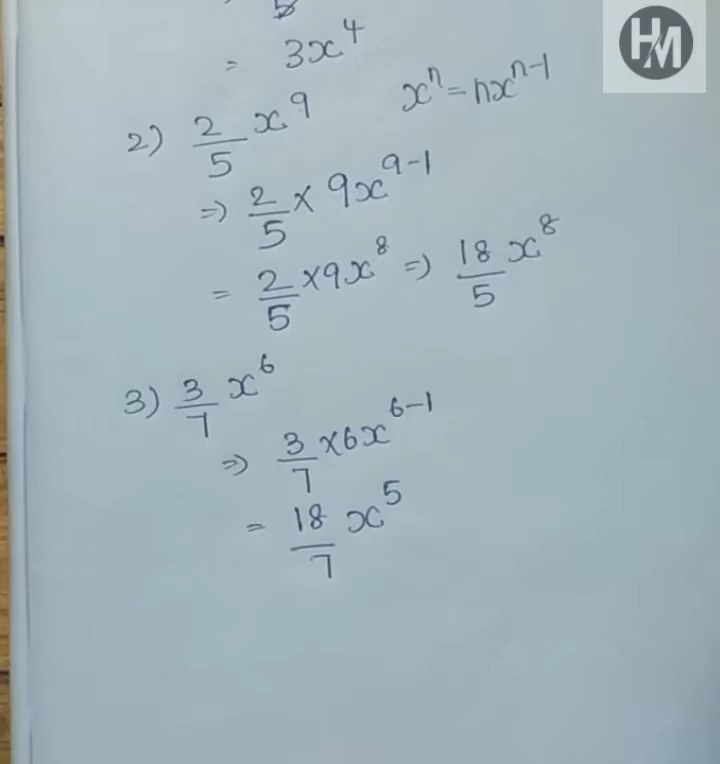 5
= 3x⁴
2) 2/5 x⁹ xⁿ = nxⁿ⁻¹
=) 2/5 × 9x⁹⁻¹
= 2/5 × 9x⁸ =) 18/5 x⁸
3) 3/7 x⁶
=) 3/7 × 6x⁶⁻¹
= 18/7 x⁵
HM